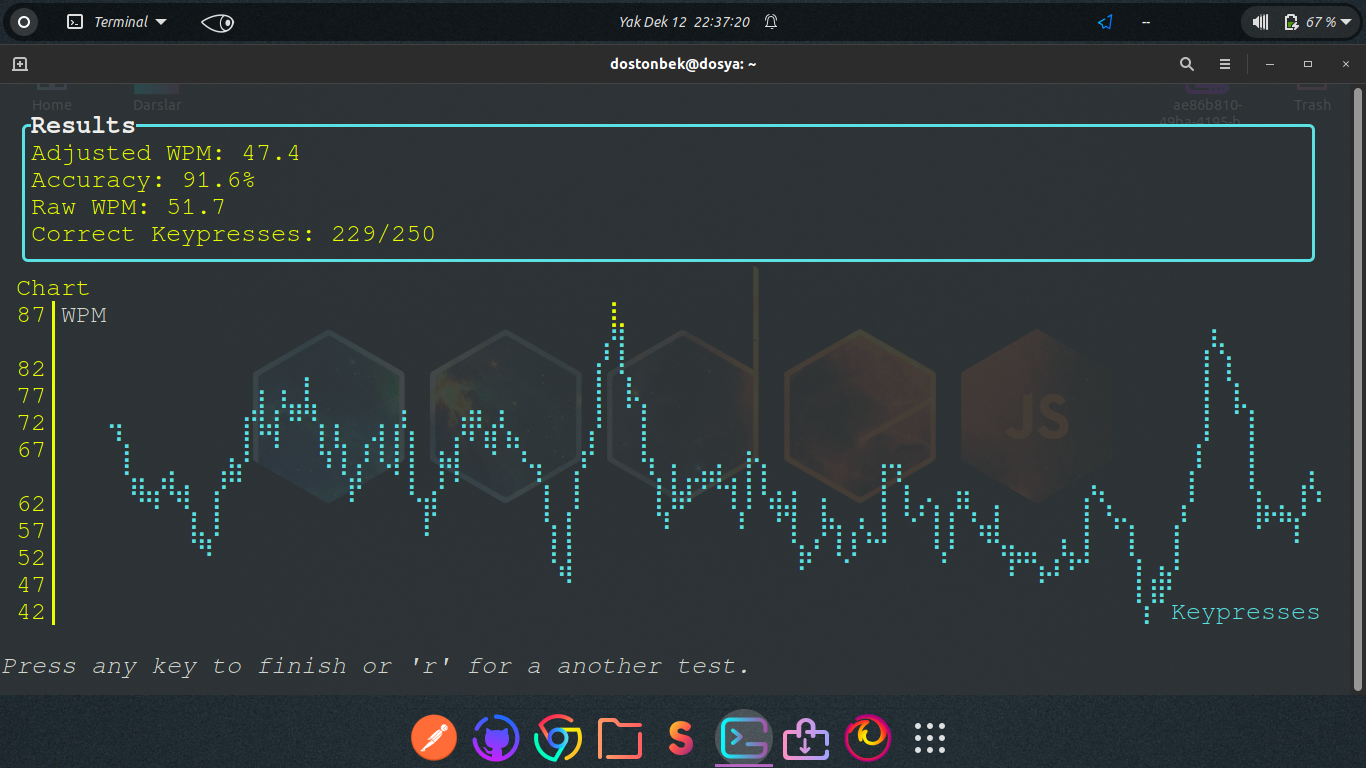 Terminal
Yak Dek 12 22:37:20
--
67 %
dostonbek@dosya: ~
Home
Darslar
ae86b810-
49ba-4195-b
Trash
Results
Adjusted WPM: 47.4
Accuracy: 91.6%
Raw WPM: 51.7
Correct Keypresses: 229/250
Chart
87 WPM
82
77
72
67
62
57
52
47
42
Keypresses
JS
Press any key to finish or 'r' for a another test.